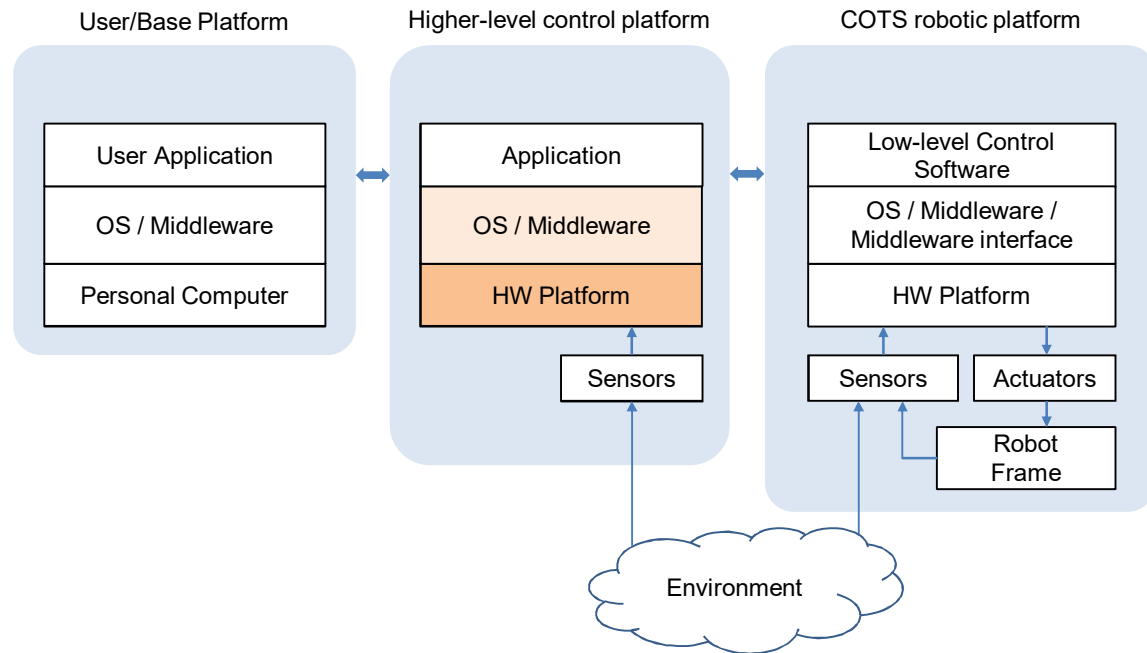 User/Base Platform
Higher-level control platform
COTS robotic platform
User Application
OS / Middleware
Personal Computer
Application
OS / Middleware
HW Platform
Sensors
Low-level Control
Software
OS / Middleware /
Middleware interface
HW Platform
Sensors
Actuators
Robot
Frame
Environment